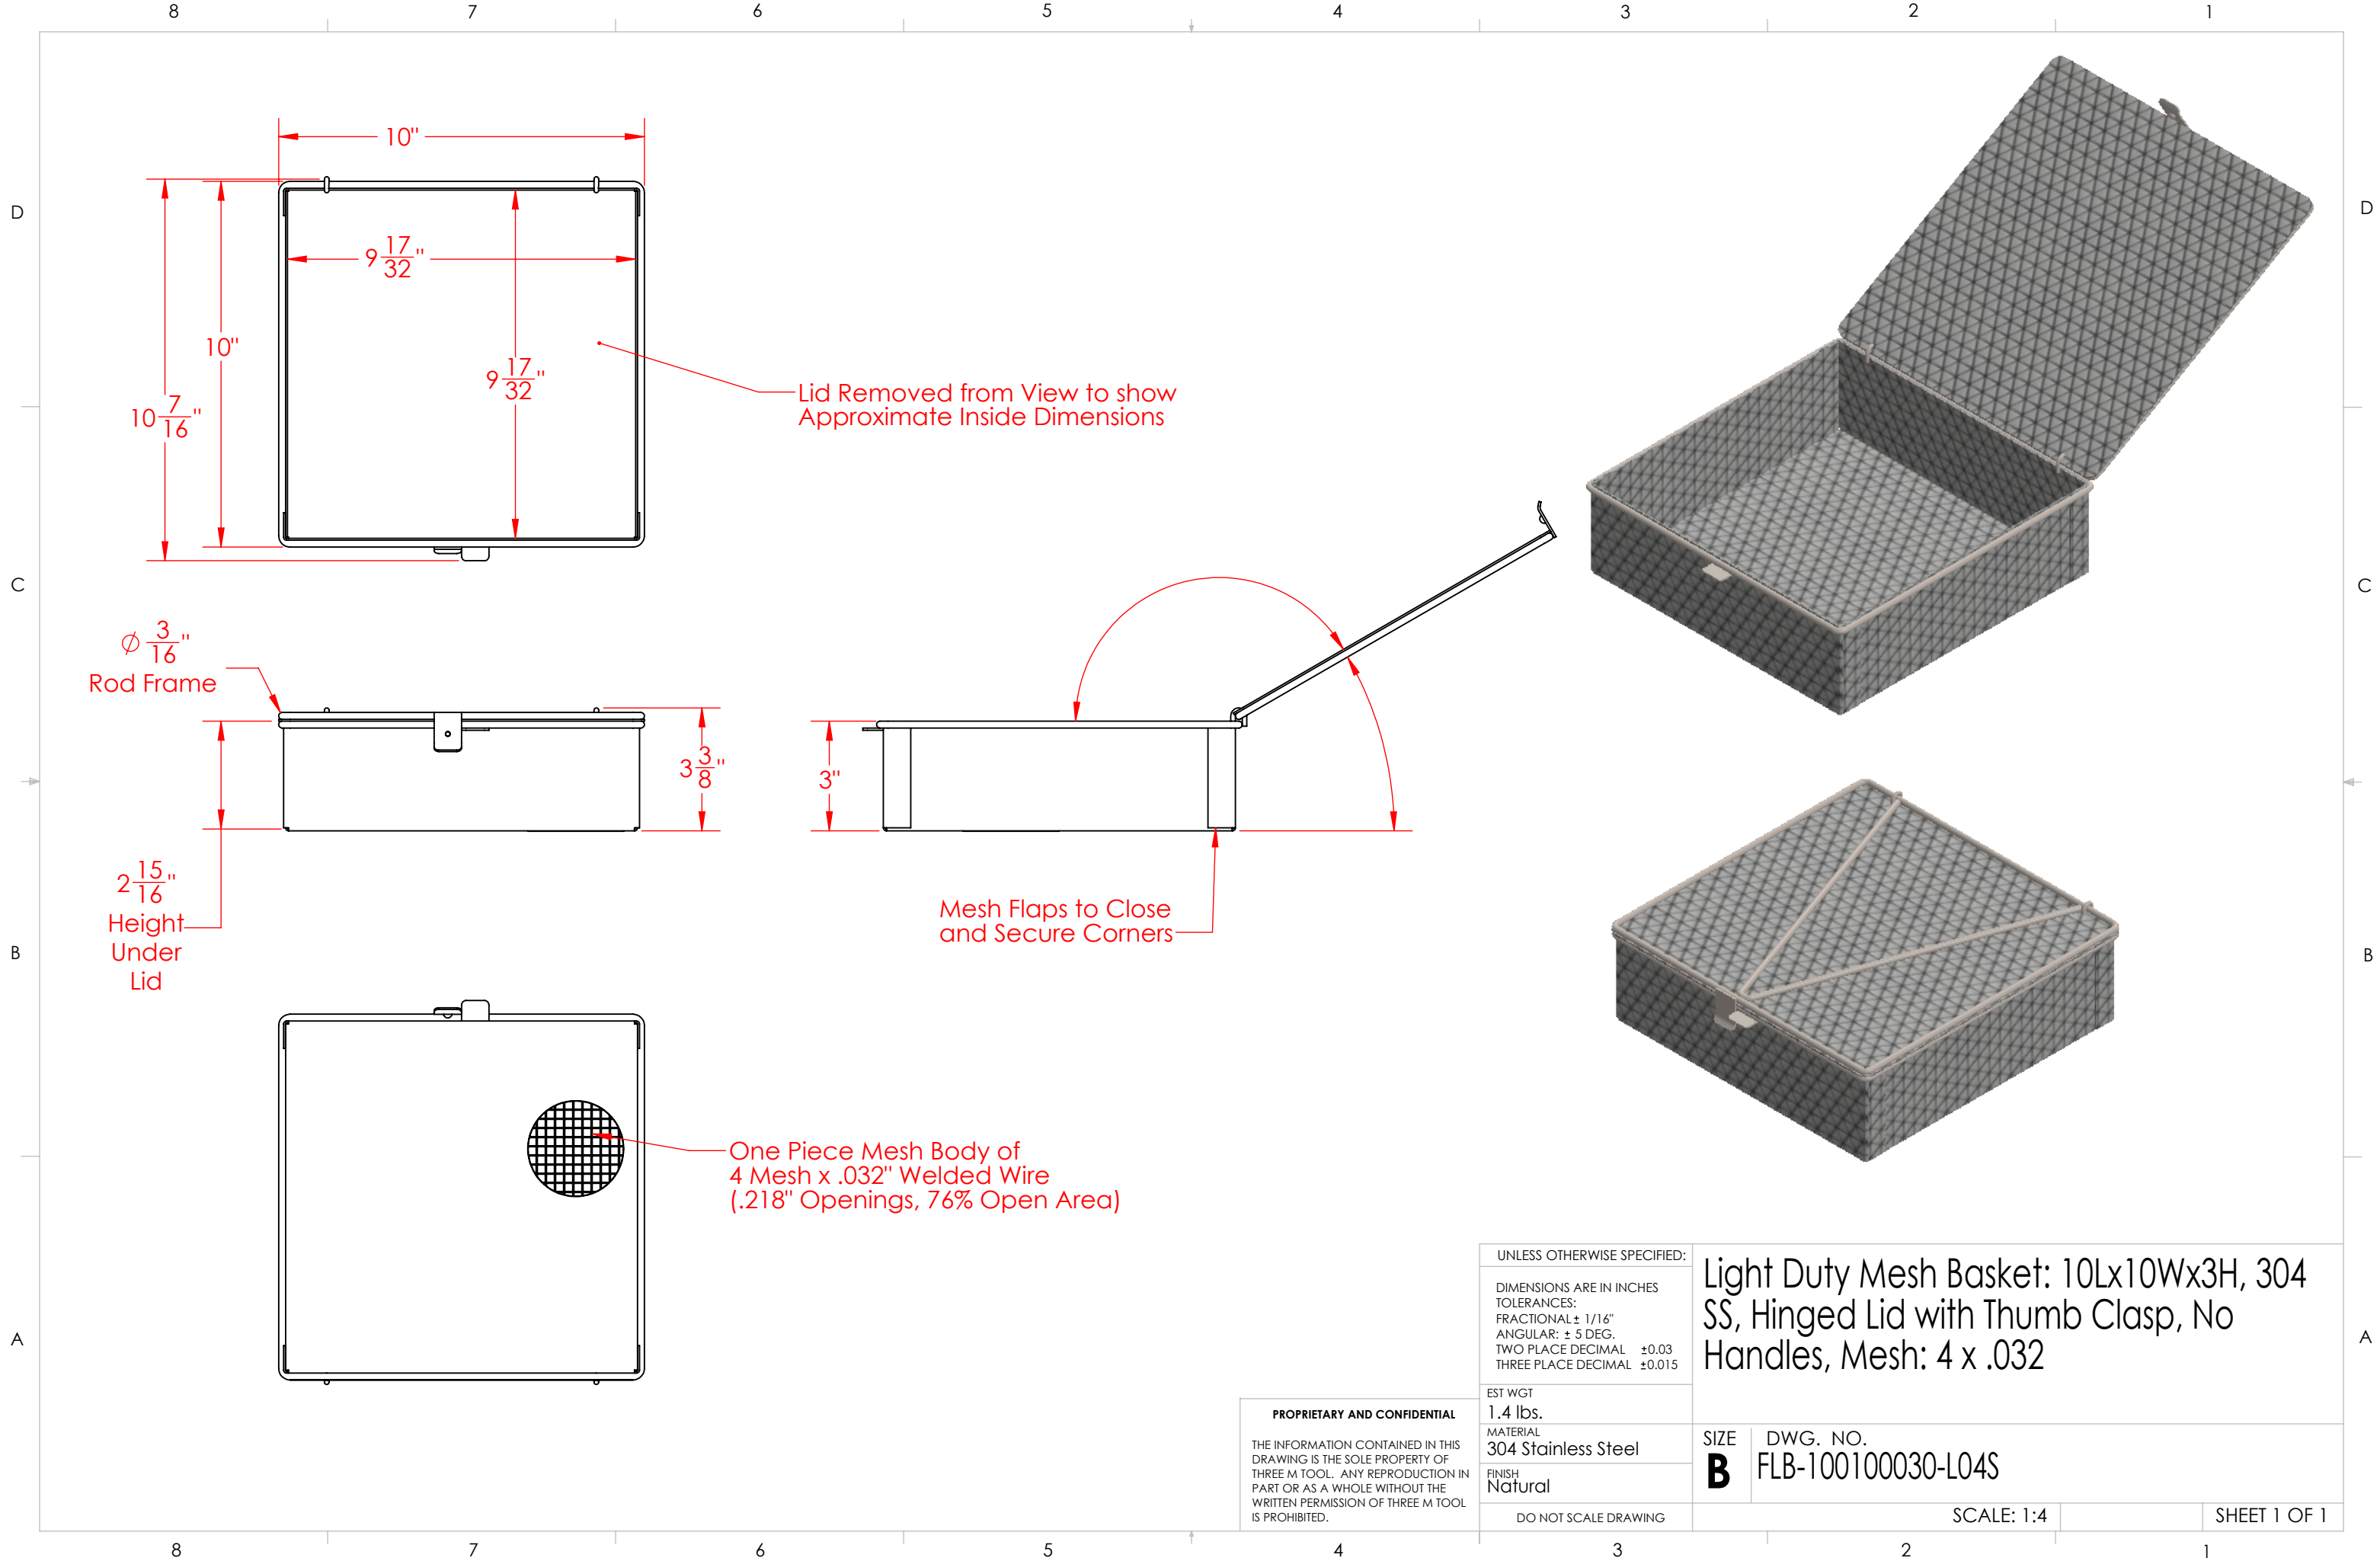 8 7 6 5 4 3 2 1
D D
C C
B B
A A
10"
10"
10 7/16"
9 17/32"
9 17/32"
Lid Removed from View to show
Approximate Inside Dimensions
⌀ 3/16"
Rod Frame
3 3/8"
3"
2 15/16"
Height
Under
Lid
Mesh Flaps to Close
and Secure Corners
One Piece Mesh Body of
4 Mesh x .032" Welded Wire
(.218" Openings, 76% Open Area)
PROPRIETARY AND CONFIDENTIAL
THE INFORMATION CONTAINED IN THIS
DRAWING IS THE SOLE PROPERTY OF
THREE M TOOL. ANY REPRODUCTION IN
PART OR AS A WHOLE WITHOUT THE
WRITTEN PERMISSION OF THREE M TOOL
IS PROHIBITED.
UNLESS OTHERWISE SPECIFIED:
DIMENSIONS ARE IN INCHES
TOLERANCES:
FRACTIONAL ± 1/16"
ANGULAR: ± 5 DEG.
TWO PLACE DECIMAL ±0.03
THREE PLACE DECIMAL ±0.015
EST WGT
1.4 lbs.
MATERIAL
304 Stainless Steel
FINISH
Natural
DO NOT SCALE DRAWING
Light Duty Mesh Basket: 10Lx10Wx3H, 304
SS, Hinged Lid with Thumb Clasp, No
Handles, Mesh: 4 x .032
SIZE DWG. NO.
B FLB-100100030-L04S
SCALE: 1:4 SHEET 1 OF 1
8 7 6 5 4 3 2 1